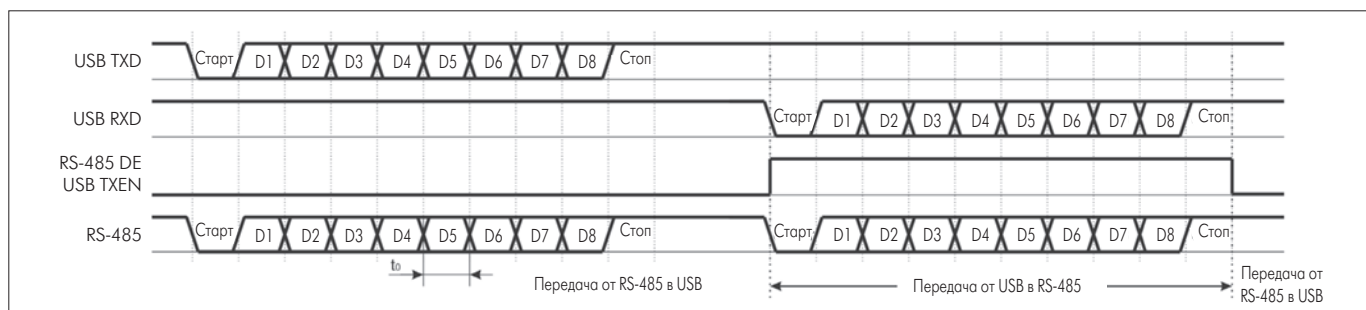 USB TXD Старт D1 D2 D3 D4 D5 D6 D7 D8 Стоп
USB RXD Старт D1 D2 D3 D4 D5 D6 D7 D8 Стоп
RS-485 DE
USB TXEN
RS-485 Старт D1 D2 D3 D4 D5 D6 D7 D8 Стоп Старт D1 D2 D3 D4 D5 D6 D7 D8 Стоп
t₀
Передача от RS-485 в USB
Передача от USB в RS-485
Передача от
RS-485 в USB